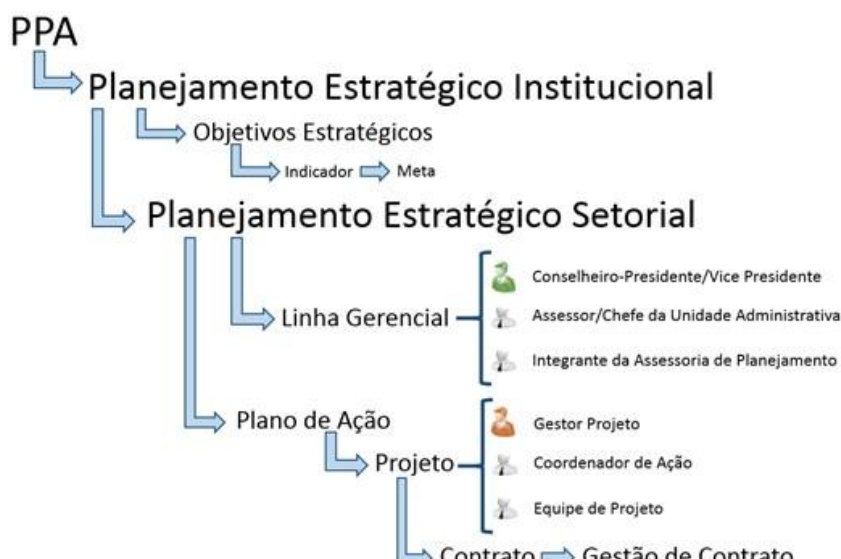 PPA
Planejamento Estratégico Institucional
Objetivos Estratégicos
Indicador Meta
Planejamento Estratégico Setorial
Conselheiro-Presidente/Vice Presidente
Linha Gerencial
Assessor/Chefe da Unidade Administrativa
Integrante da Assessoria de Planejamento
Plano de Ação
Gestor Projeto
Projeto
Coordenador de Ação
Equipe de Projeto
Contrato Gestão de Contrato